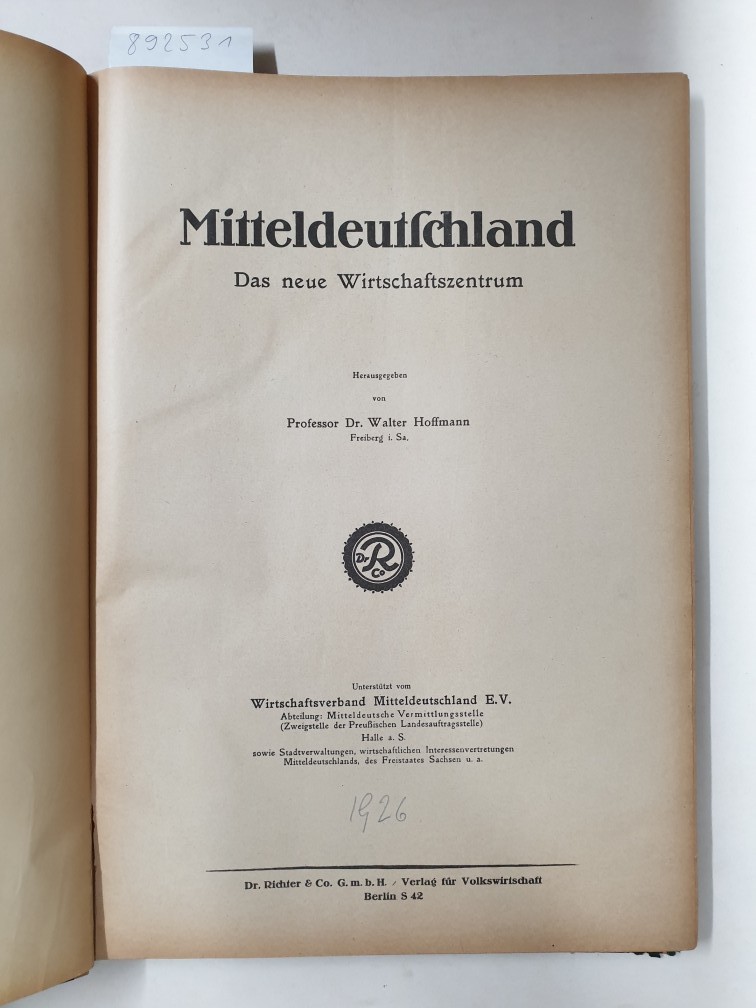 892531
Mitteldeutſchland
Das neue Wirtschaftszentrum
Herausgegeben
von
Professor Dr. Walter Hoffmann
Freiberg i. Sa.
Dr R
Co
Unterstützt vom
Wirtschaftsverband Mitteldeutschland E.V.
Abteilung: Mitteldeutsche Vermittlungsstelle
(Zweigstelle der Preußischen Landesauftragsstelle)
Halle a. S.
sowie Stadtverwaltungen, wirtschaftlichen Interessenvertretungen
Mitteldeutschlands, des Freistaates Sachsen u. a.
1926
Dr. Richter & Co. G. m. b. H. / Verlag für Volkswirtschaft
Berlin S 42